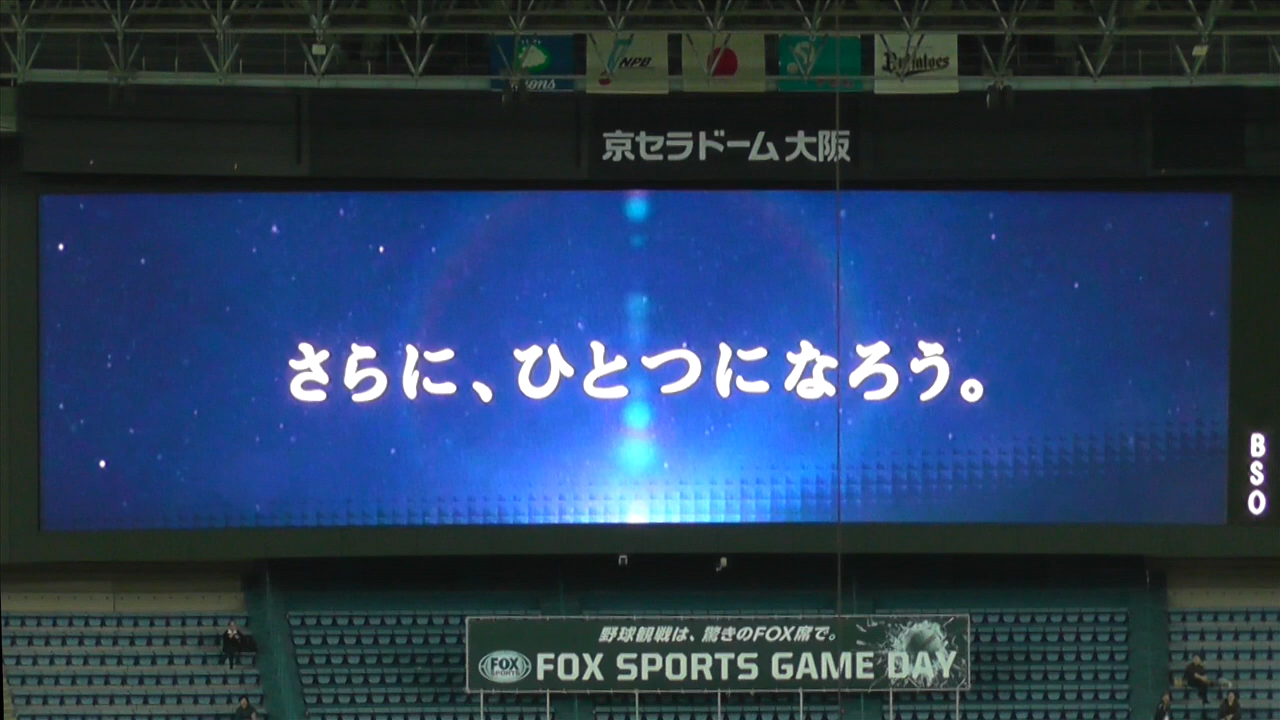 NPB
Buffaloes
京セラドーム大阪
さらに、ひとつになろう。
B
S
O
野球観戦は、驚きのFOX席で。
FOX SPORTS FOX SPORTS GAME DAY